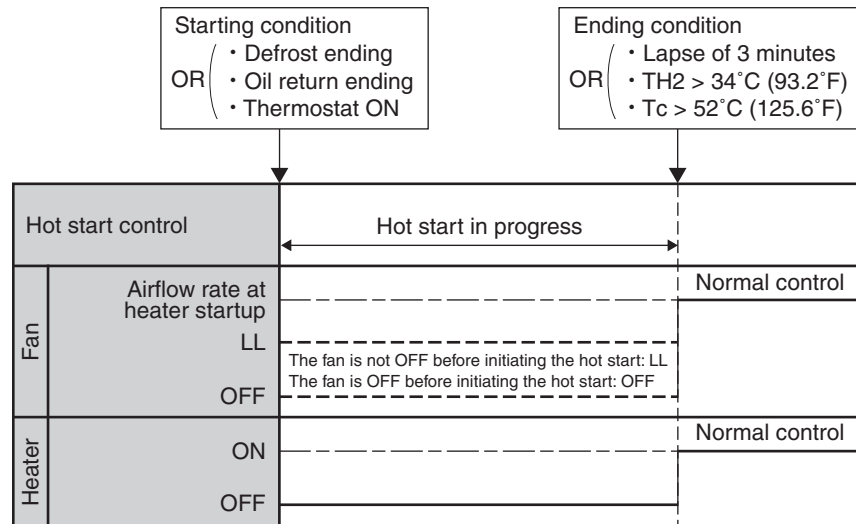 Starting condition
OR
・Defrost ending
・Oil return ending
・Thermostat ON
Ending condition
OR
・Lapse of 3 minutes
・TH2 > 34˚C (93.2˚F)
・Tc > 52˚C (125.6˚F)
Hot start control
Hot start in progress
Fan
Airflow rate at
heater startup
Normal control
LL
The fan is not OFF before initiating the hot start: LL
The fan is OFF before initiating the hot start: OFF
OFF
Heater
Normal control
ON
OFF